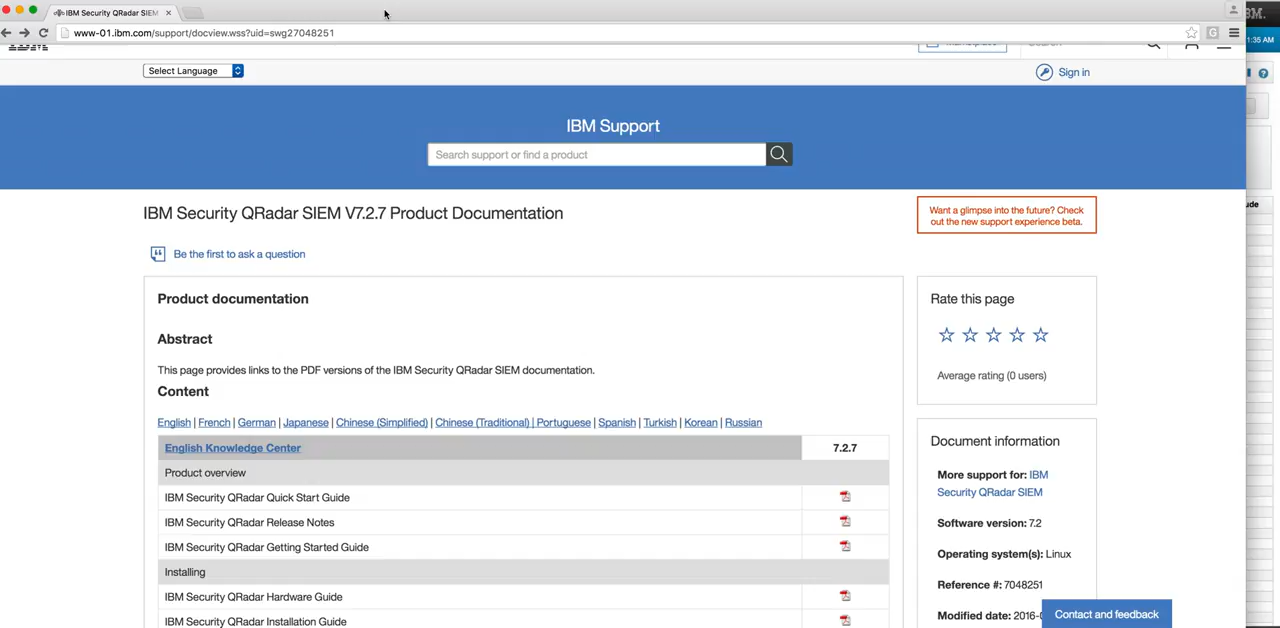 IBM Security QRadar SIEM
www-01.ibm.com/support/docview.wss?uid=swg27048251
1:35 AM
Select Language
Sign in
IBM Support
Search support or find a product
IBM Security QRadar SIEM V7.2.7 Product Documentation
Want a glimpse into the future? Check
out the new support experience beta.
Be the first to ask a question
Product documentation
Abstract
This page provides links to the PDF versions of the IBM Security QRadar SIEM documentation.
Content
English | French | German | Japanese | Chinese (Simplified) | Chinese (Traditional) | Portuguese | Spanish | Turkish | Korean | Russian
English Knowledge Center 7.2.7
Product overview
IBM Security QRadar Quick Start Guide
IBM Security QRadar Release Notes
IBM Security QRadar Getting Started Guide
Installing
IBM Security QRadar Hardware Guide
IBM Security QRadar Installation Guide
Rate this page
Average rating (0 users)
Document information
More support for: IBM
Security QRadar SIEM
Software version: 7.2
Operating system(s): Linux
Reference #: 7048251
Modified date: 2016-
Contact and feedback